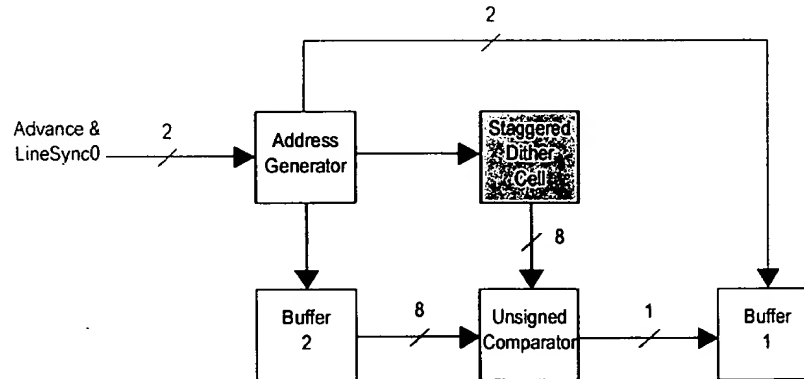 2
Advance &
LineSync0
2
Address
Generator
Staggered
Dither
Cell
8
Buffer
2
8
Unsigned
Comparator
1
Buffer
1